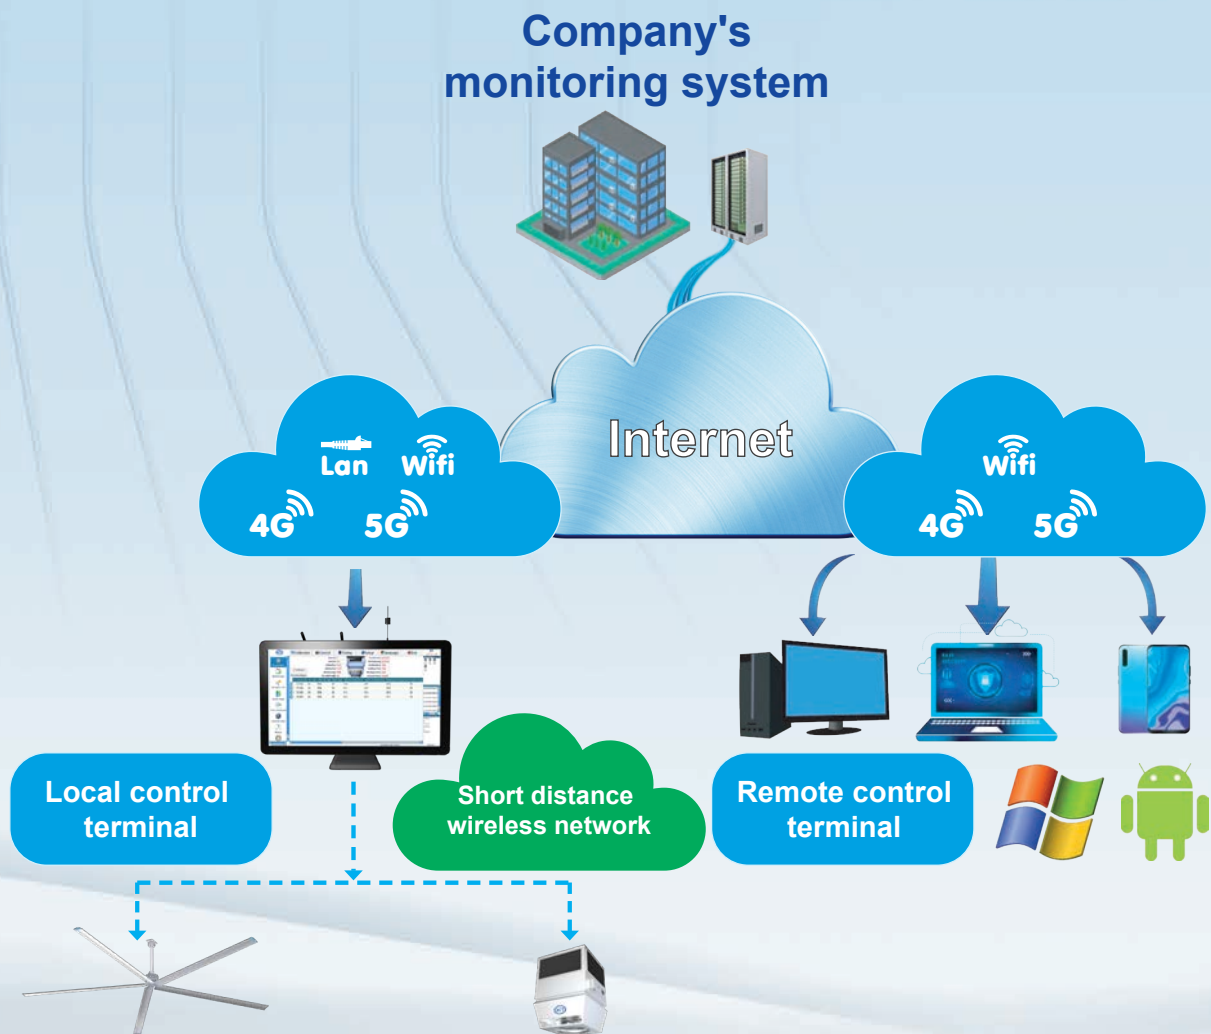 Company's
monitoring system
Internet
Lan Wifi
4G 5G
Wifi
4G 5G
Local control
terminal
Short distance
wireless network
Remote control
terminal